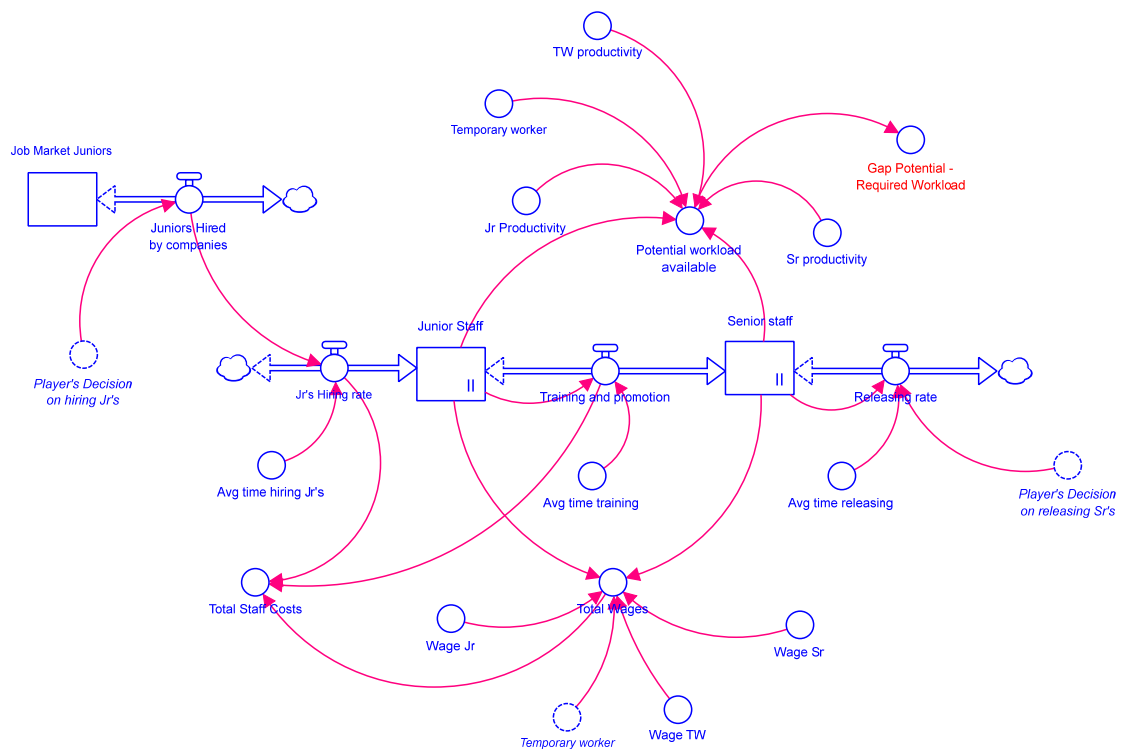 TW productivity
Temporary worker
Job Market Juniors
Gap Potential -
Required Workload
Jr Productivity
Juniors Hired
by companies
Potential workload
available
Sr productivity
Junior Staff
Senior staff
Player's Decision
on hiring Jr's
Jr's Hiring rate
Training and promotion
Releasing rate
Avg time hiring Jr's
Avg time training
Avg time releasing
Player's Decision
on releasing Sr's
Total Staff Costs
Total Wages
Wage Jr
Wage Sr
Temporary worker
Wage TW